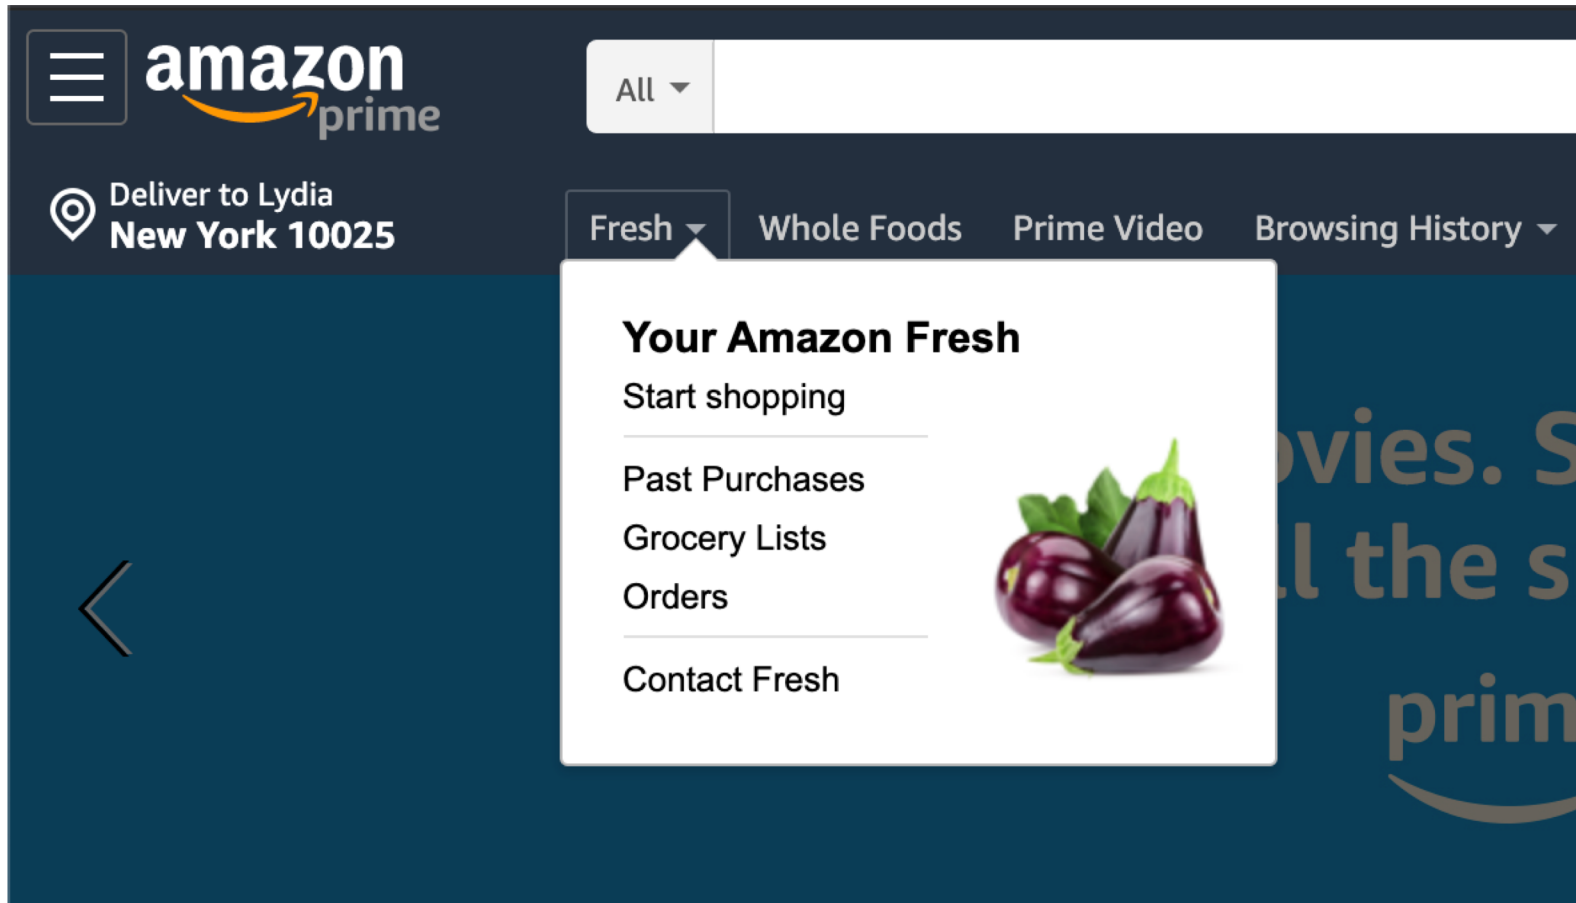 amazon
prime
All
Deliver to Lydia
New York 10025
Fresh
Whole Foods
Prime Video
Browsing History
Your Amazon Fresh
Start shopping
Past Purchases
Grocery Lists
Orders
Contact Fresh
the